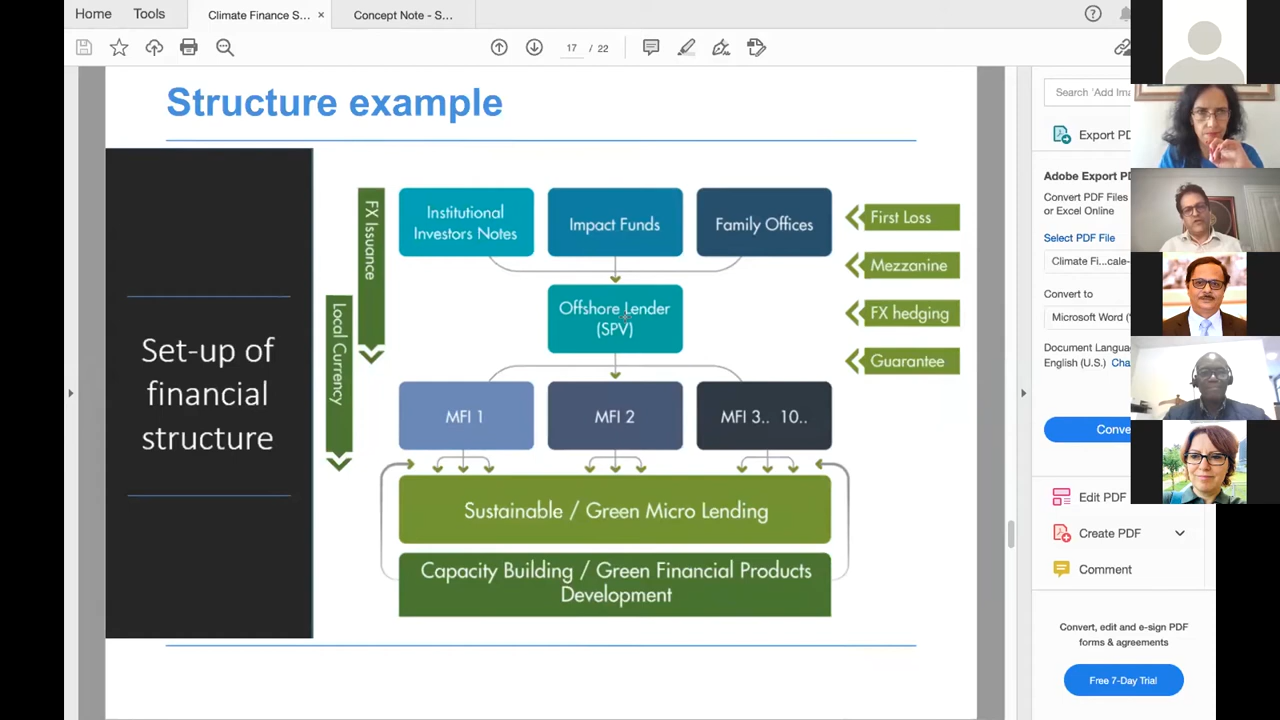 Home
Tools
Climate Finance S...
×
Concept Note - S...
17 / 22
Structure example
Search 'Add Ima
Export PD
Adobe Export P
Convert PDF Files
or Excel Online
Select PDF File
Climate Fi...cale-
Convert to
Microsoft Word (
Document Langua
English (U.S.) Cha
Conve
Edit PDF
Create PDF
Comment
Convert, edit and e-sign PDF
forms & agreements
Free 7-Day Trial
Set-up of
financial
structure
FX Issuance
Local Currency
Institutional
Investors Notes
Impact Funds
Family Offices
First Loss
Mezzanine
FX hedging
Guarantee
Offshore Lender
(SPV)
MFI 1
MFI 2
MFI 3.. 10..
Sustainable / Green Micro Lending
Capacity Building / Green Financial Products
Development